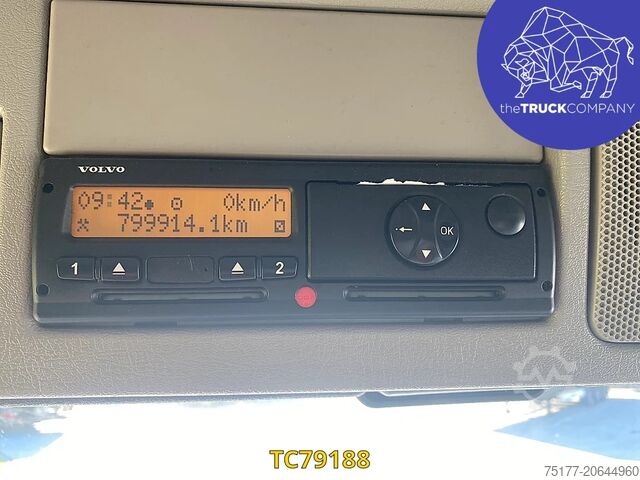 theTRUCKCOMPANY
VOLVO
09:42 0km/h
799914.1km
1 2
OK
TC79188
75177-20644960